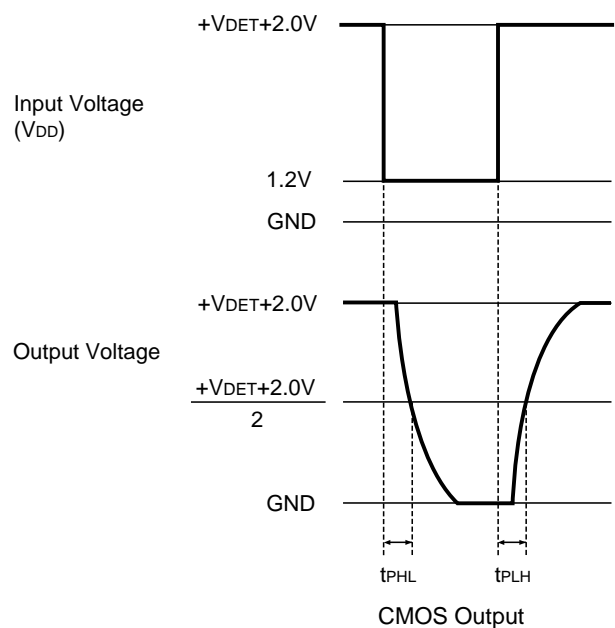 +VDET+2.0V
Input Voltage
(VDD)
1.2V
GND
+VDET+2.0V
Output Voltage
+VDET+2.0V
2
GND
tPHL
tPLH
CMOS Output